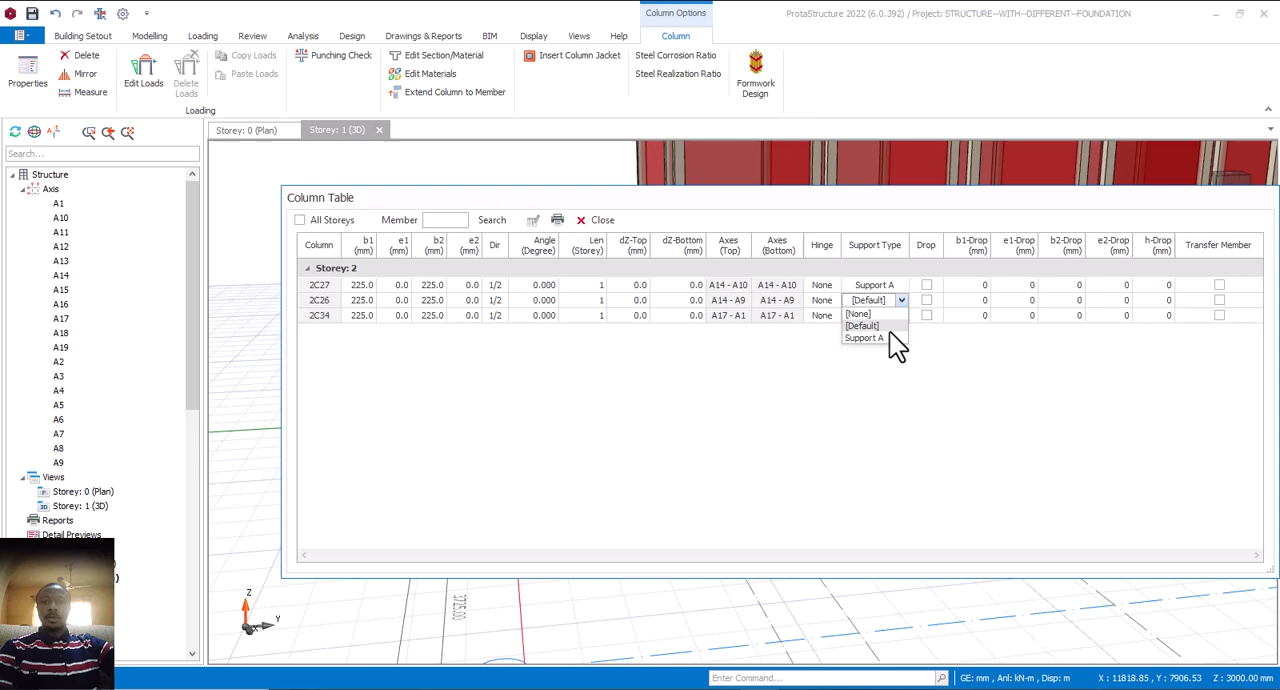 Column Options
ProtaStructure 2022 (6.0.392) / Project: STRUCTURE--WITH--DIFFERENT--FOUNDATION
Building Setout Modelling Loading Review Analysis Design Drawings & Reports BIM Display Views Help Column
Properties
Delete
Mirror
Measure
Edit Loads
Delete Loads
Copy Loads
Paste Loads
Loading
Punching Check
Edit Section/Material
Edit Materials
Extend Column to Member
Insert Column Jacket
Steel Corrosion Ratio
Steel Realization Ratio
Formwork Design
Storey: 0 (Plan) Storey: 1 (3D)
Search...
Structure
Axis
A1
A10
A11
A12
A13
A14
A15
A16
A17
A18
A19
A2
A3
A4
A5
A6
A7
A8
A9
Views
Storey: 0 (Plan)
Storey: 1 (3D)
Reports
Detail Previews
Column Table
All Storeys Member Search Close
Column b1 (mm) e1 (mm) b2 (mm) e2 (mm) Dir Angle (Degree) Len (Storey) dZ-Top (mm) dZ-Bottom (mm) Axes (Top) Axes (Bottom) Hinge Support Type Drop b1-Drop (mm) e1-Drop (mm) b2-Drop (mm) e2-Drop (mm) h-Drop (mm) Transfer Member
Storey: 2
2C27 225.0 0.0 225.0 0.0 1/2 0.000 1 0.0 0.0 A14 - A10 A14 - A10 None Support A 0 0 0 0 0
2C26 225.0 0.0 225.0 0.0 1/2 0.000 1 0.0 0.0 A14 - A9 A14 - A9 None [Default] 0 0 0 0 0
2C34 225.0 0.0 225.0 0.0 1/2 0.000 1 0.0 0.0 A17 - A1 A17 - A1 None 0 0 0 0 0
[None]
[Default]
Support A
3725.00
Z
Y
X
Enter Command...
GE: mm , Anl: kN-m , Disp: m X : 11818.85 , Y : 7906.53 Z : 3000.00 mm